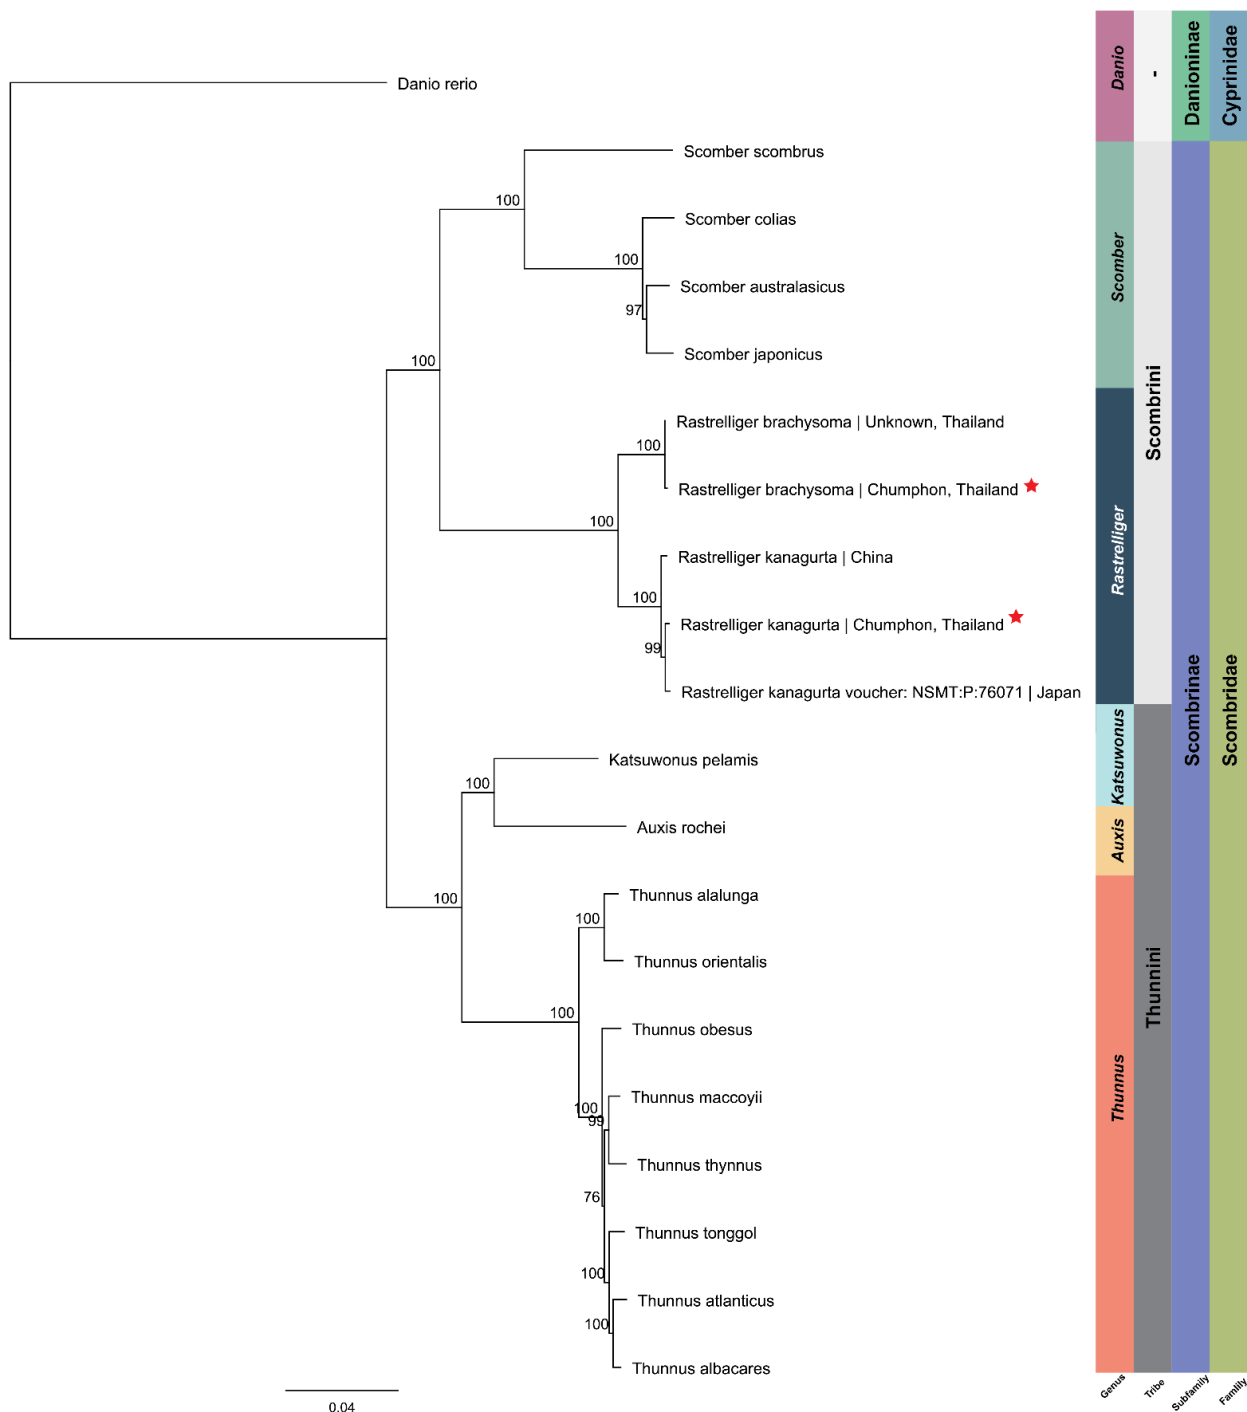 Danio rerio
Scomber scombrus
100
Scomber colias
100
Scomber australasicus
97
Scomber japonicus
100
Rastrelliger brachysoma | Unknown, Thailand
100
Rastrelliger brachysoma | Chumphon, Thailand
100
Rastrelliger kanagurta | China
100
Rastrelliger kanagurta | Chumphon, Thailand
99
Rastrelliger kanagurta voucher: NSMT:P:76071 | Japan
Katsuwonus pelamis
100
Auxis rochei
100
Thunnus alalunga
100
Thunnus orientalis
100
Thunnus obesus
Thunnus maccoyii
100
99
Thunnus thynnus
76
Thunnus tonggol
100
Thunnus atlanticus
100
Thunnus albacares
0.04
Danio
Scomber
Rastrelliger
Katsuwonus
Auxis
Thunnus
Genus
-
Scombrini
Thunnini
Tribe
Danioninae
Scombrinae
Subfamily
Cyprinidae
Scombridae
Famlily